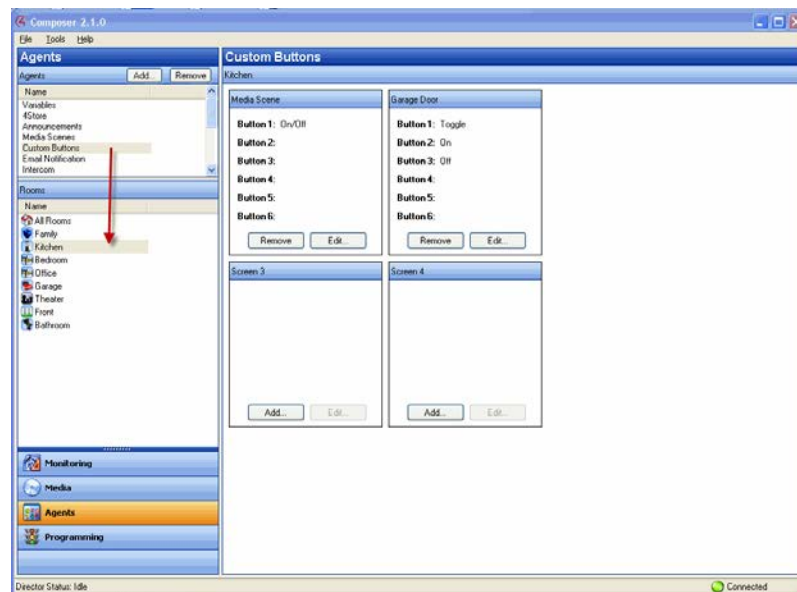 Composer 2.1.0
File Tools Help
Agents
Agents Add... Remove
Name
Variables
4Store
Announcements
Media Scenes
Custom Buttons
Email Notification
Intercom
Rooms
Name
All Rooms
Family
Kitchen
Bedroom
Office
Garage
Theater
Front
Bathroom
Monitoring
Media
Agents
Programming
Custom Buttons
Kitchen
Media Scene
Button 1: On/Off
Button 2:
Button 3:
Button 4:
Button 5:
Button 6:
Remove Edit...
Garage Door
Button 1: Toggle
Button 2: On
Button 3: Off
Button 4:
Button 5:
Button 6:
Remove Edit...
Screen 3
Add... Edit...
Screen 4
Add... Edit...
Director Status: Idle
Connected